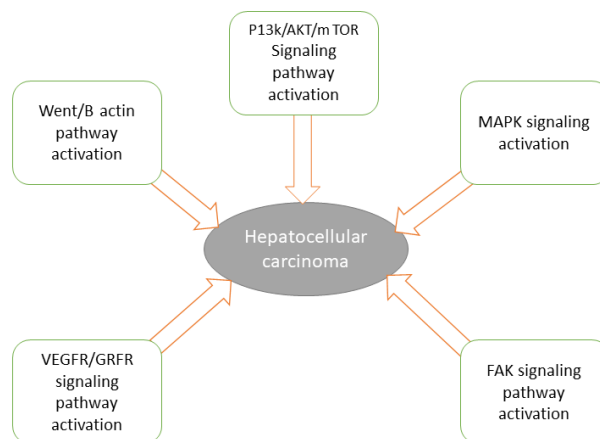 P13k/AKT/m TOR
Signaling
pathway
activation
Went/B actin
pathway
activation
MAPK signaling
activation
Hepatocellular
carcinoma
VEGFR/GRFR
signaling
pathway
activation
FAK signaling
pathway
activation